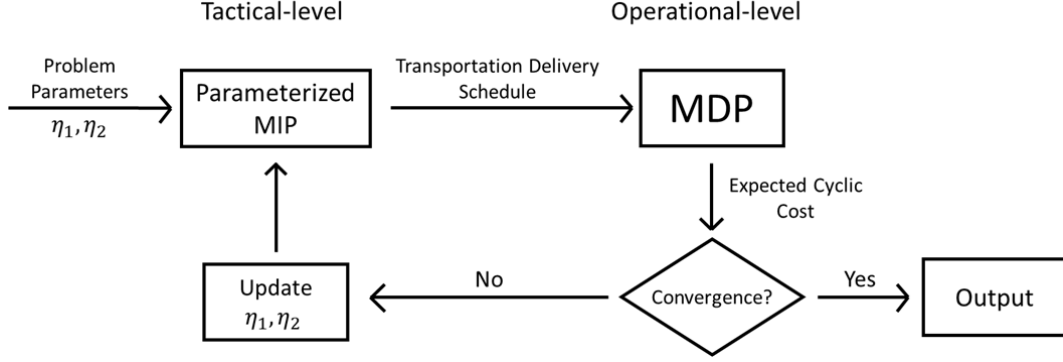 Tactical-level
Operational-level
Problem
Parameters
η₁, η₂
Parameterized
MIP
Transportation Delivery
Schedule
MDP
Expected Cyclic
Cost
Convergence?
No
Yes
Update
η₁, η₂
Output